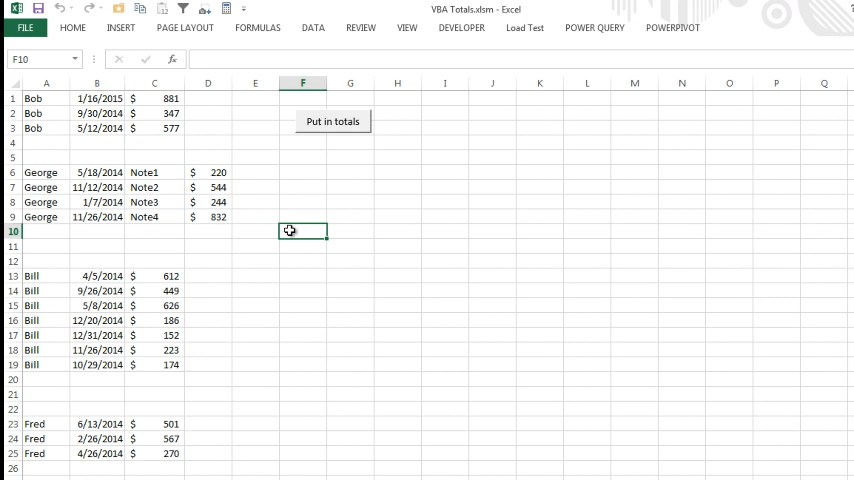 VBA Totals.xlsm - Excel
FILE HOME INSERT PAGE LAYOUT FORMULAS DATA REVIEW VIEW DEVELOPER Load Test POWER QUERY POWERPIVOT
F10 fx
A B C D E F G H I J K L M N O P Q
1 Bob 1/16/2015 $ 881
2 Bob 9/30/2014 $ 347
Put in totals
3 Bob 5/12/2014 $ 577
4
5
6 George 5/18/2014 Note1 $ 220
7 George 11/12/2014 Note2 $ 544
8 George 1/7/2014 Note3 $ 244
9 George 11/26/2014 Note4 $ 832
10
11
12
13 Bill 4/5/2014 $ 612
14 Bill 9/26/2014 $ 449
15 Bill 5/8/2014 $ 626
16 Bill 12/20/2014 $ 186
17 Bill 12/31/2014 $ 152
18 Bill 11/26/2014 $ 223
19 Bill 10/29/2014 $ 174
20
21
22
23 Fred 6/13/2014 $ 501
24 Fred 2/26/2014 $ 567
25 Fred 4/26/2014 $ 270
26